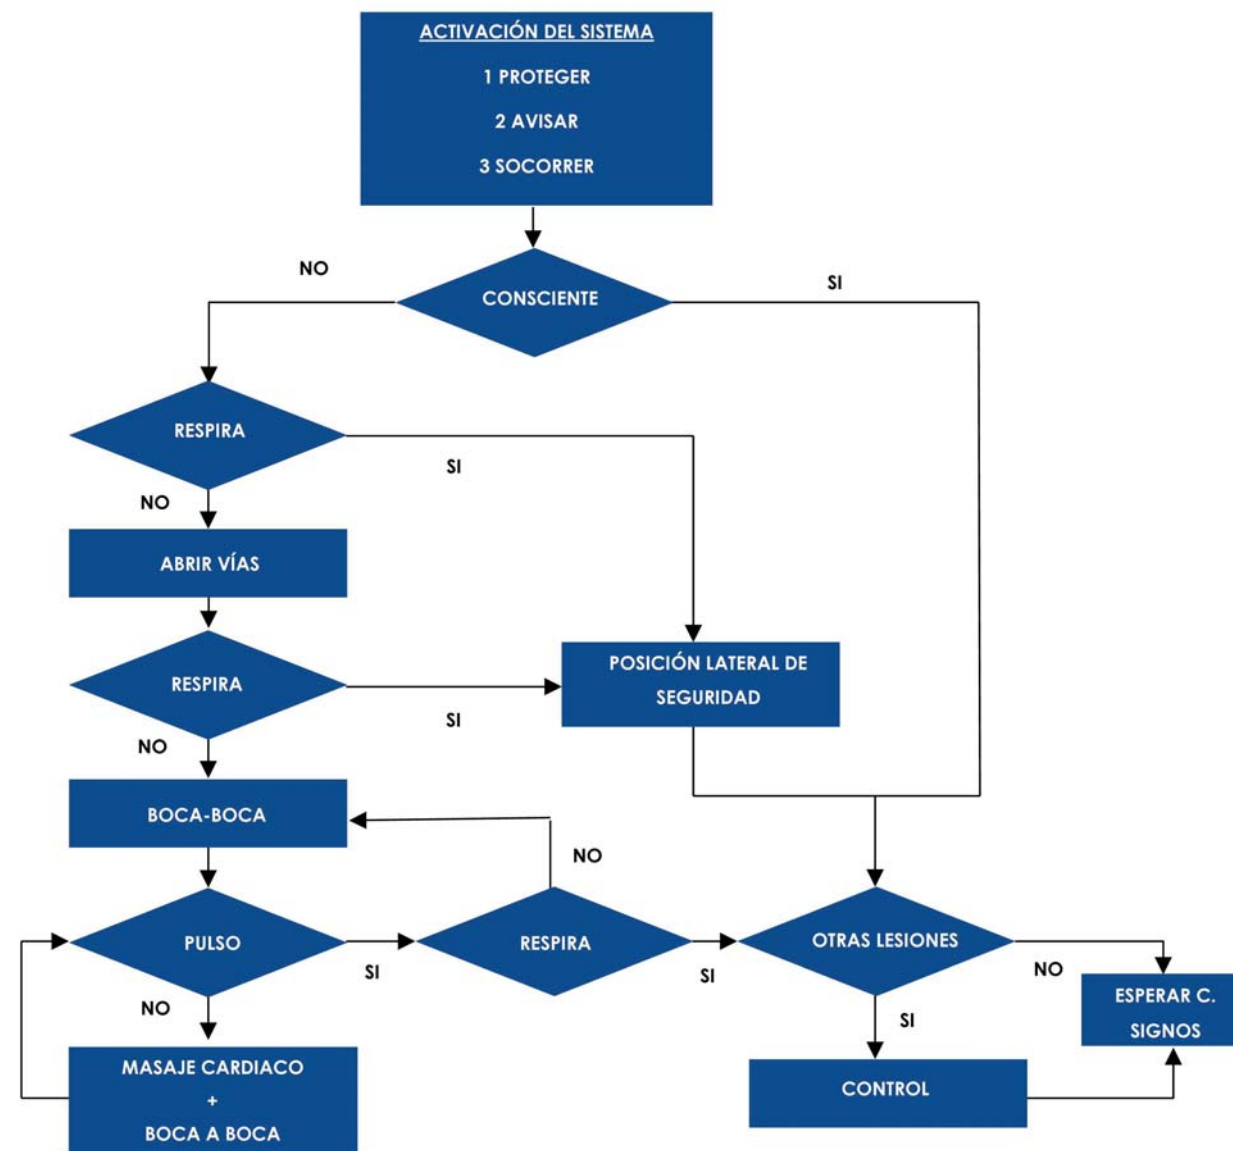 ACTIVACIÓN DEL SISTEMA
1 PROTEGER
2 AVISAR
3 SOCORRER
NO
SI
CONSCIENTE
RESPIRA
SI
NO
ABRIR VÍAS
RESPIRA
SI
POSICIÓN LATERAL DE
SEGURIDAD
NO
BOCA-BOCA
NO
PULSO
SI
RESPIRA
SI
OTRAS LESIONES
NO
NO
SI
ESPERAR C.
SIGNOS
MASAJE CARDIACO
+
BOCA A BOCA
CONTROL